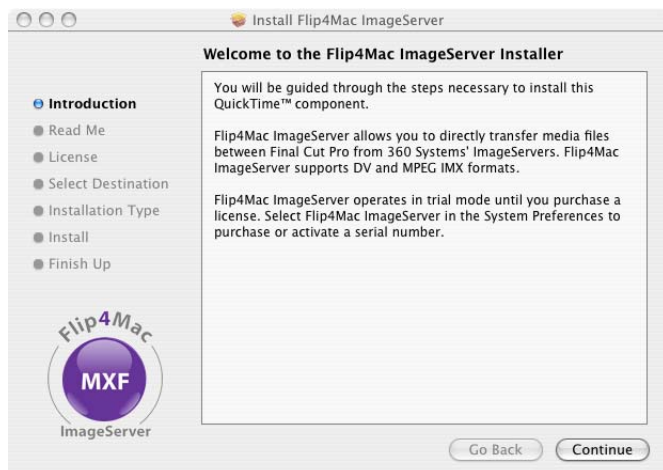 Install Flip4Mac ImageServer
Welcome to the Flip4Mac ImageServer Installer
Introduction
Read Me
License
Select Destination
Installation Type
Install
Finish Up
You will be guided through the steps necessary to install this
QuickTime™ component.
Flip4Mac ImageServer allows you to directly transfer media files
between Final Cut Pro from 360 Systems' ImageServers. Flip4Mac
ImageServer supports DV and MPEG IMX formats.
Flip4Mac ImageServer operates in trial mode until you purchase a
license. Select Flip4Mac ImageServer in the System Preferences to
purchase or activate a serial number.
Flip4Mac
MXF
ImageServer
Go Back
Continue